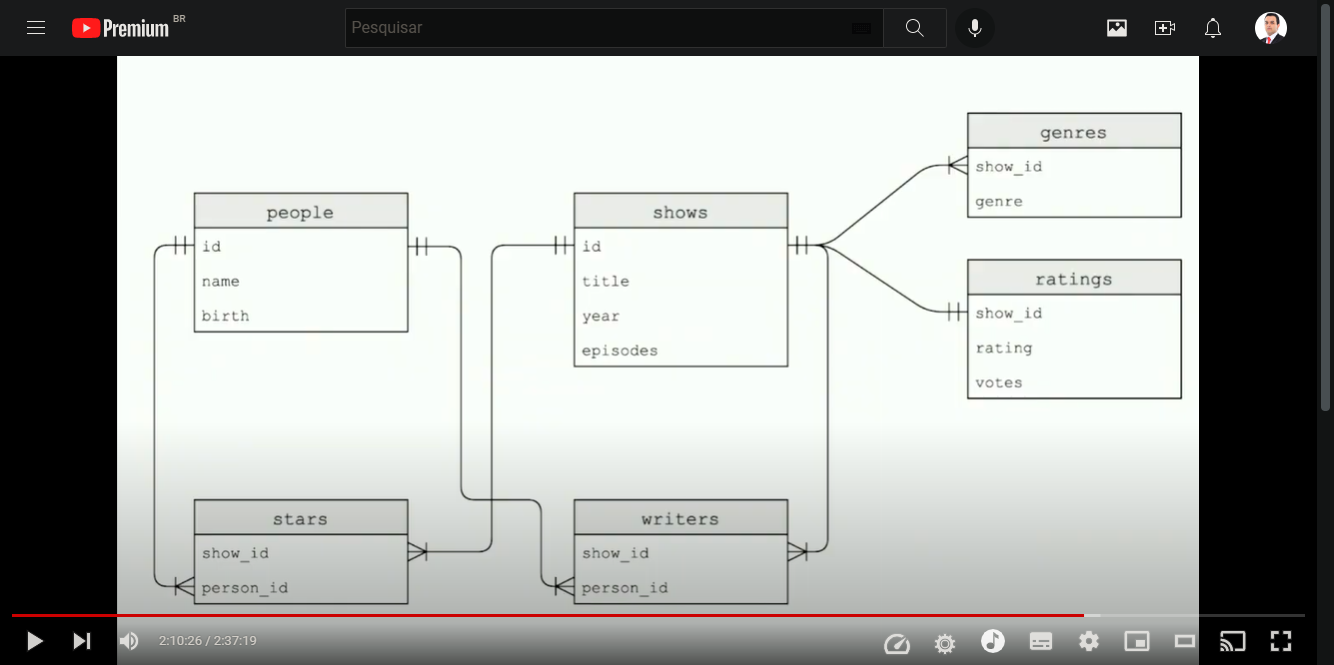 Premium BR
Pesquisar
people
id
name
birth
shows
id
title
year
episodes
genres
show_id
genre
ratings
show_id
rating
votes
stars
show_id
person_id
writers
show_id
person_id
2:10:26 / 2:37:19